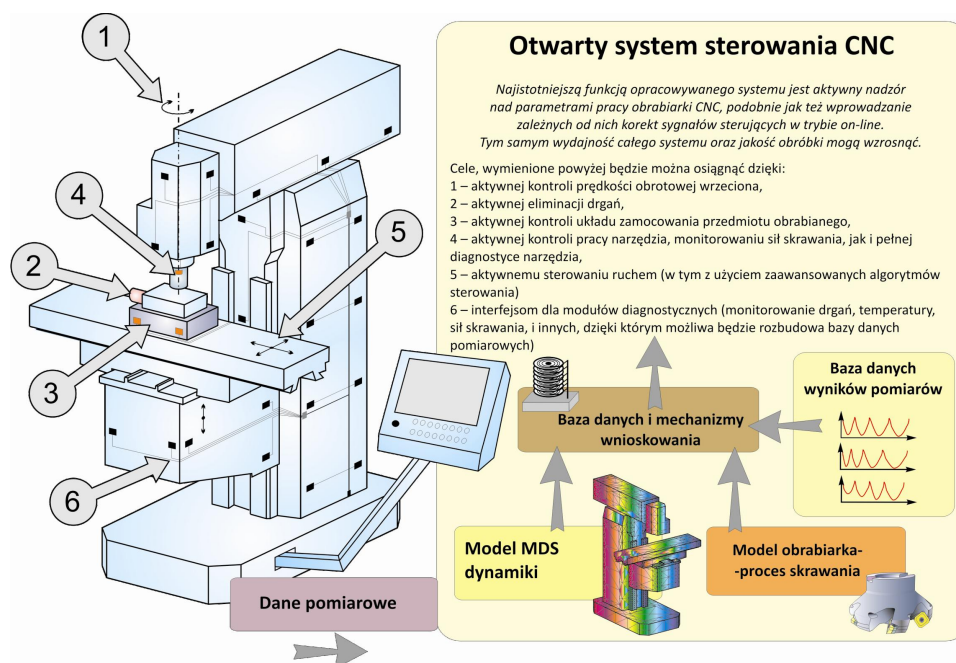 Otwarty system sterowania CNC
Najistotniejszą funkcją opracowywanego systemu jest aktywny nadzór
nad parametrami pracy obrabiarki CNC, podobnie jak też wprowadzanie
zależnych od nich korekt sygnałów sterujących w trybie on-line.
Tym samym wydajność całego systemu oraz jakość obróbki mogą wzrosnąć.
Cele, wymienione powyżej będzie można osiągnąć dzięki:
1 – aktywnej kontroli prędkości obrotowej wrzeciona,
2 – aktywnej eliminacji drgań,
3 – aktywnej kontroli układu zamocowania przedmiotu obrabianego,
4 – aktywnej kontroli pracy narzędzia, monitorowaniu sił skrawania, jak i pełnej
diagnostyce narzędzia,
5 – aktywnemu sterowaniu ruchem (w tym z użyciem zaawansowanych algorytmów
sterowania)
6 – interfejsom dla modułów diagnostycznych (monitorowanie drgań, temperatury,
sił skrawania, i innych, dzięki którym możliwa będzie rozbudowa bazy danych
pomiarowych)
1
4
5
2
3
6
Baza danych
wyników pomiarów
Baza danych i mechanizmy
wnioskowania
Model MDS
dynamiki
Model obrabiarka-
-proces skrawania
Dane pomiarowe